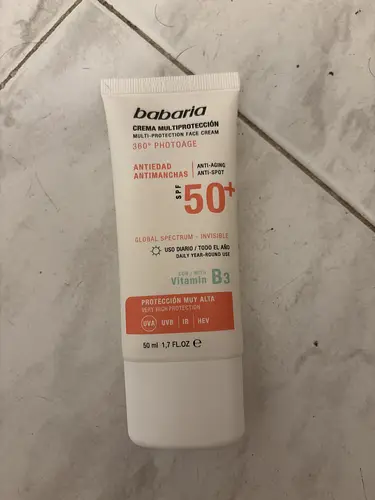 babaria
CREMA MULTIPROTECCIÓN
MULTI-PROTECTION FACE CREAM
360º PHOTOAGE
ANTIEDAD
ANTIMANCHAS
ANTI-AGING
ANTI-SPOT
SPF 50+
GLOBAL SPECTRUM - INVISIBLE
USO DIARIO / TODO EL AÑO
DAILY YEAR-ROUND USE
CON / WITH
Vitamin B3
PROTECCIÓN MUY ALTA
VERY HIGH PROTECTION
UVA UVB IR HEV
50 ml 1,7 FL.OZ ℮